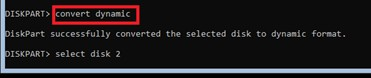 DISKPART> convert dynamic
DiskPart successfully converted the selected disk to dynamic format.
DISKPART> select disk 2